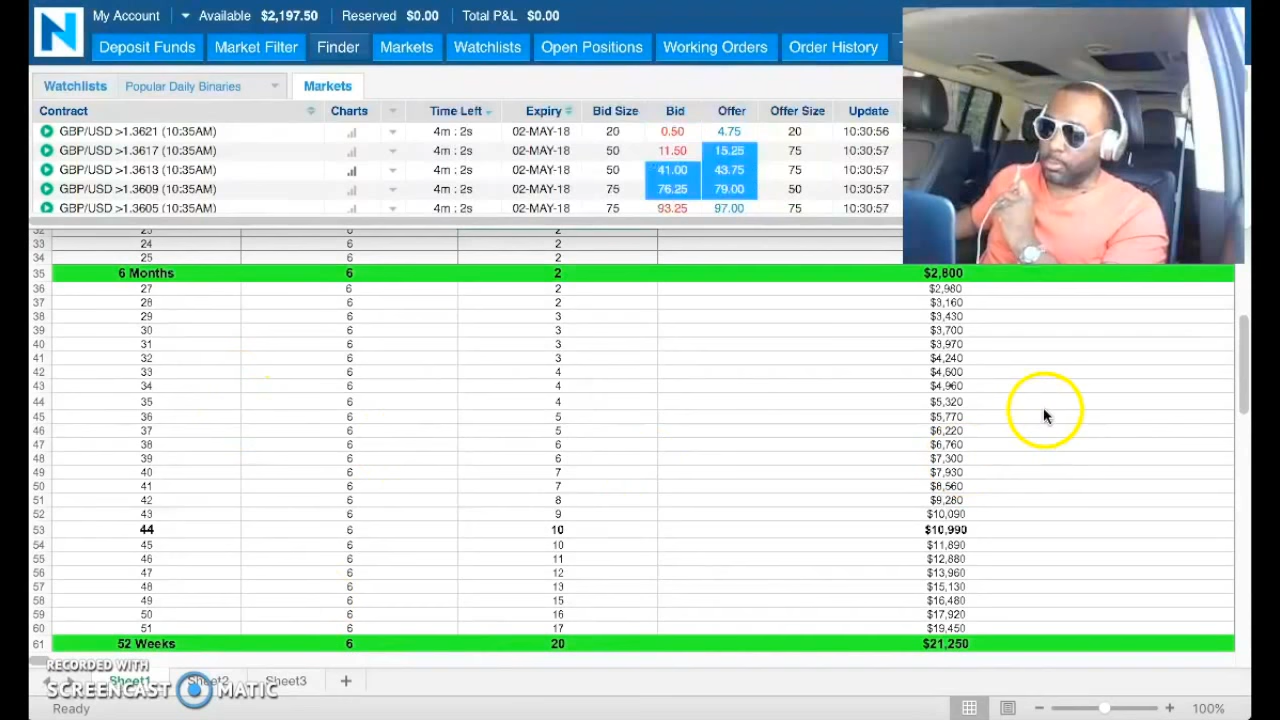 N My Account Available $2,197.50 Reserved $0.00 Total P&L $0.00
Deposit Funds Market Filter Finder Markets Watchlists Open Positions Working Orders Order History
Watchlists Popular Daily Binaries Markets
Contract Charts Time Left Expiry Bid Size Bid Offer Offer Size Update
GBP/USD >1.3621 (10:35AM) 4m : 2s 02-MAY-18 20 0.50 4.75 20 10:30:56
GBP/USD >1.3617 (10:35AM) 4m : 2s 02-MAY-18 50 11.50 15.25 75 10:30:57
GBP/USD >1.3613 (10:35AM) 4m : 2s 02-MAY-18 50 41.00 43.75 75 10:30:57
GBP/USD >1.3609 (10:35AM) 4m : 2s 02-MAY-18 75 76.25 79.00 50 10:30:57
GBP/USD >1.3605 (10:35AM) 4m : 2s 02-MAY-18 75 93.25 97.00 75 10:30:57
33 24 6 2
34 25 6 2
35 6 Months 6 2 $2,800
36 27 6 2 $2,980
37 28 6 2 $3,160
38 29 6 3 $3,430
39 30 6 3 $3,700
40 31 6 3 $3,970
41 32 6 3 $4,240
42 33 6 4 $4,600
43 34 6 4 $4,960
44 35 6 4 $5,320
45 36 6 5 $5,770
46 37 6 5 $6,220
47 38 6 6 $6,760
48 39 6 6 $7,300
49 40 6 7 $7,930
50 41 6 7 $8,560
51 42 6 8 $9,280
52 43 6 9 $10,090
53 44 6 10 $10,990
54 45 6 10 $11,890
55 46 6 11 $12,880
56 47 6 12 $13,960
57 48 6 13 $15,130
58 49 6 15 $16,480
59 50 6 16 $17,920
60 51 6 17 $19,450
61 52 Weeks 6 20 $21,250
RECORDED WITH
SCREENCAST MATIC
Sheet1 Sheet2 Sheet3 +
Ready 100%